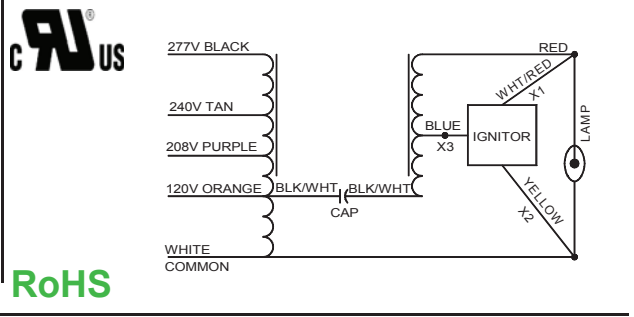 c RU® US
277V BLACK
240V TAN
208V PURPLE
120V ORANGE
WHITE
COMMON
BLK/WHT
BLK/WHT
CAP
BLUE
X3
IGNITOR
RED
WHT/RED
X1
YELLOW
X2
LAMP
RoHS